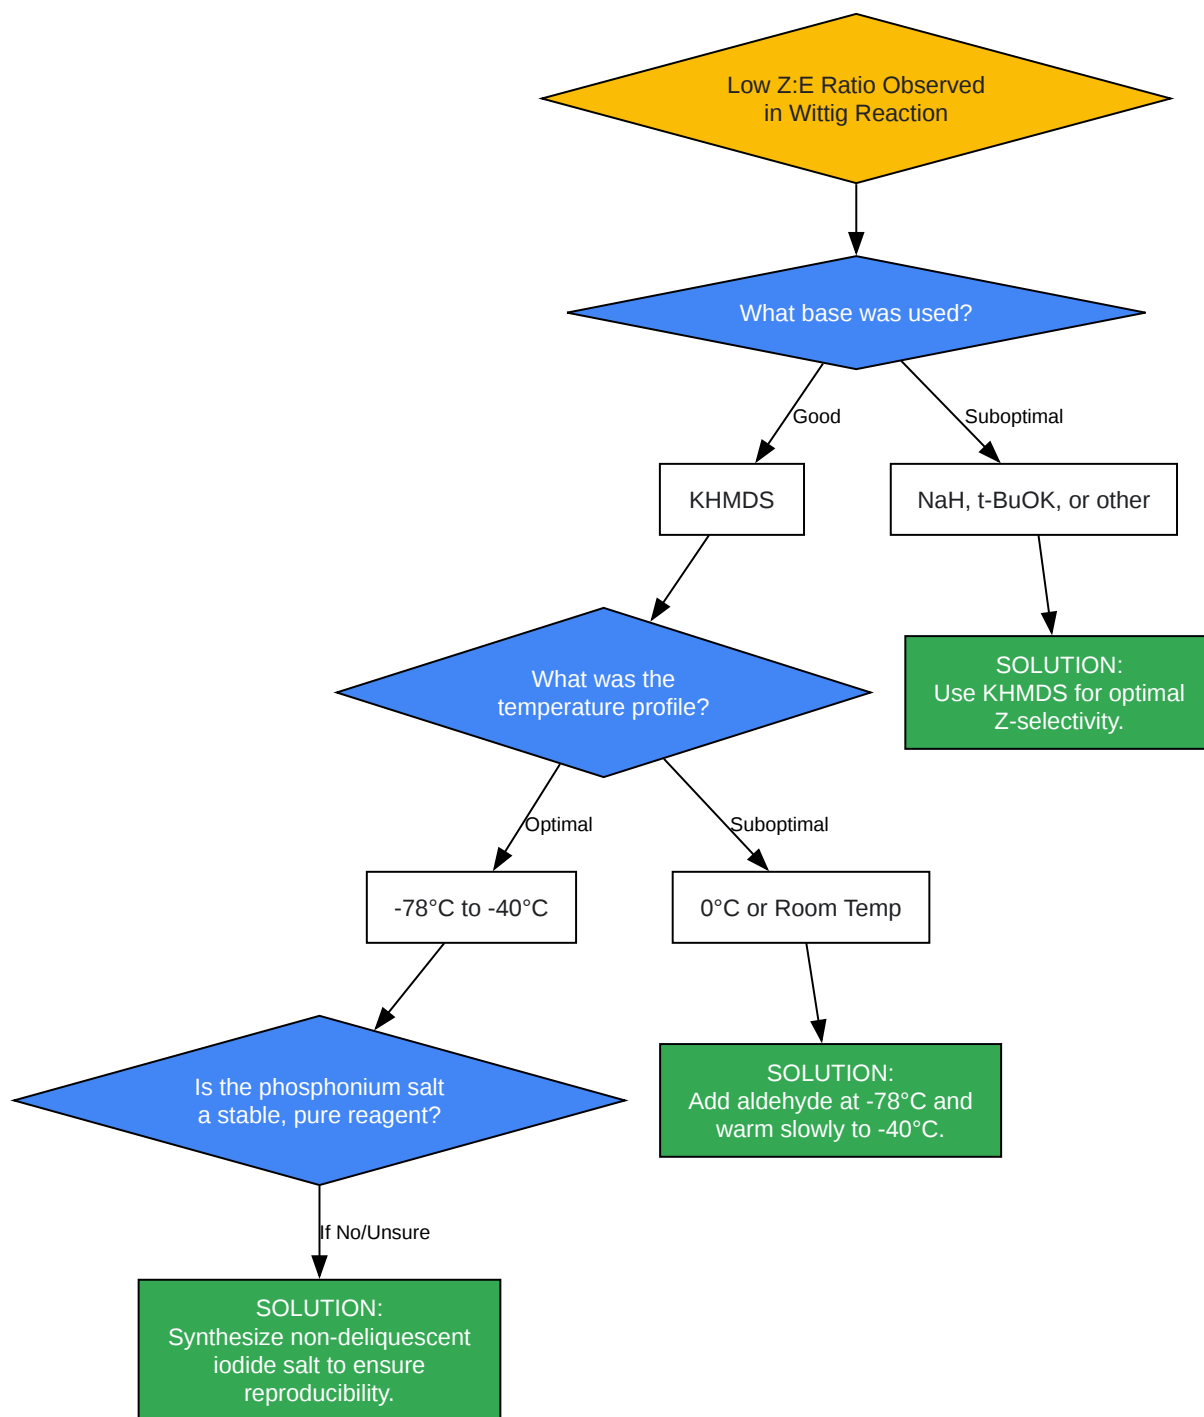 Low Z:E Ratio Observed
in Wittig Reaction
What base was used?
Good
Suboptimal
KHMDS
NaH, t-BuOK, or other
What was the
temperature profile?
SOLUTION:
Use KHMDS for optimal
Z-selectivity.
Optimal
Suboptimal
-78°C to -40°C
0°C or Room Temp
Is the phosphonium salt
a stable, pure reagent?
SOLUTION:
Add aldehyde at -78°C and
warm slowly to -40°C.
If No/Unsure
SOLUTION:
Synthesize non-deliquescent
iodide salt to ensure
reproducibility.